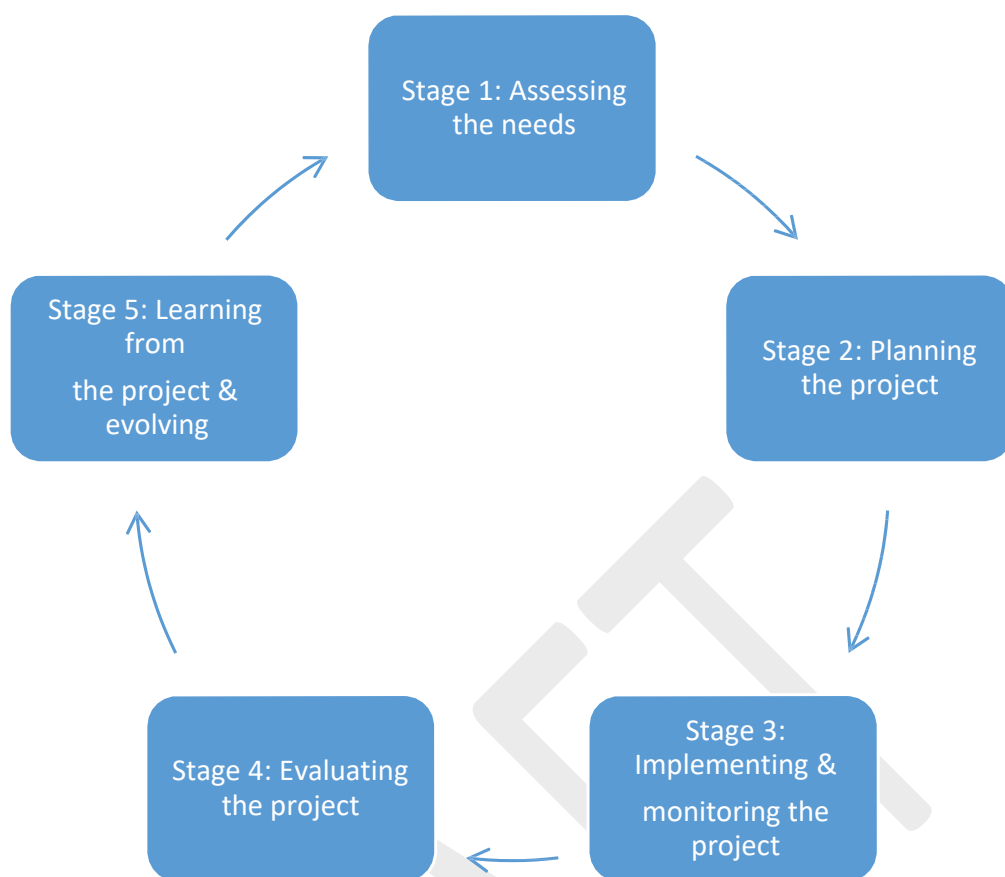 Stage 1: Assessing
the needs
Stage 2: Planning
the project
Stage 3:
Implementing &
monitoring the
project
Stage 4: Evaluating
the project
Stage 5: Learning
from
the project &
evolving